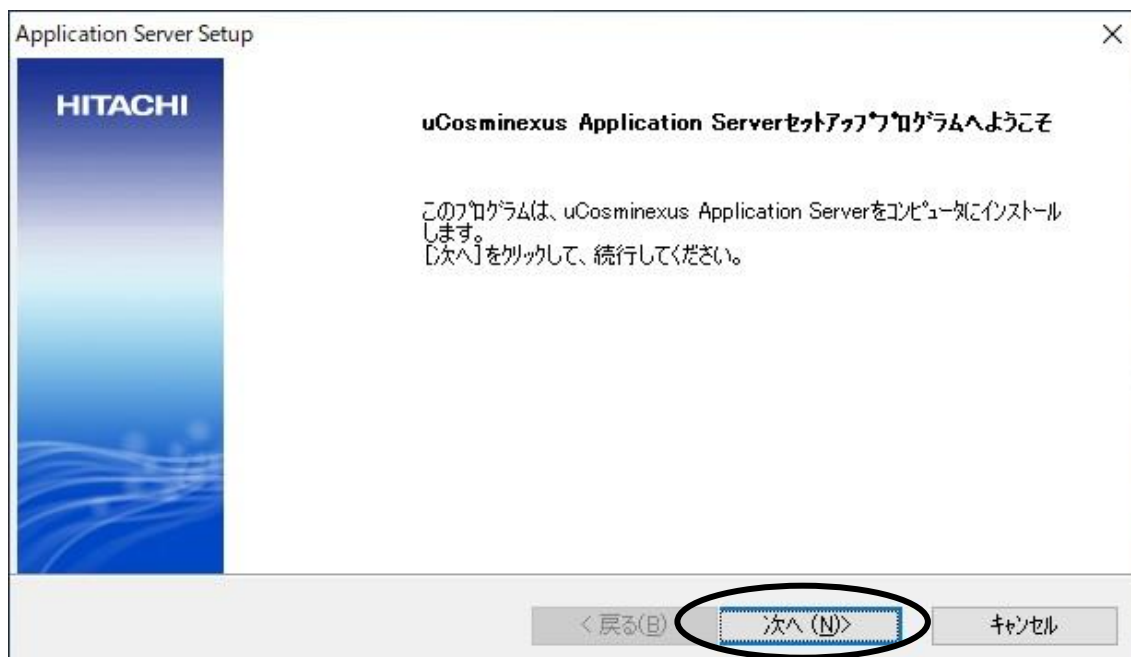 Application Server Setup
HITACHI
uCosminexus Application Serverｾｯﾄｱｯﾌﾟﾌﾟﾛｸﾞﾗﾑへようこそ
このﾌﾟﾛｸﾞﾗﾑは、uCosminexus Application Serverをｺﾝﾋﾟｭｰﾀにインストール
します。
[次へ]をｸﾘｯｸして、続行してください。
< 戻る(B)
次へ (N)>
ｷｬﾝｾﾙ